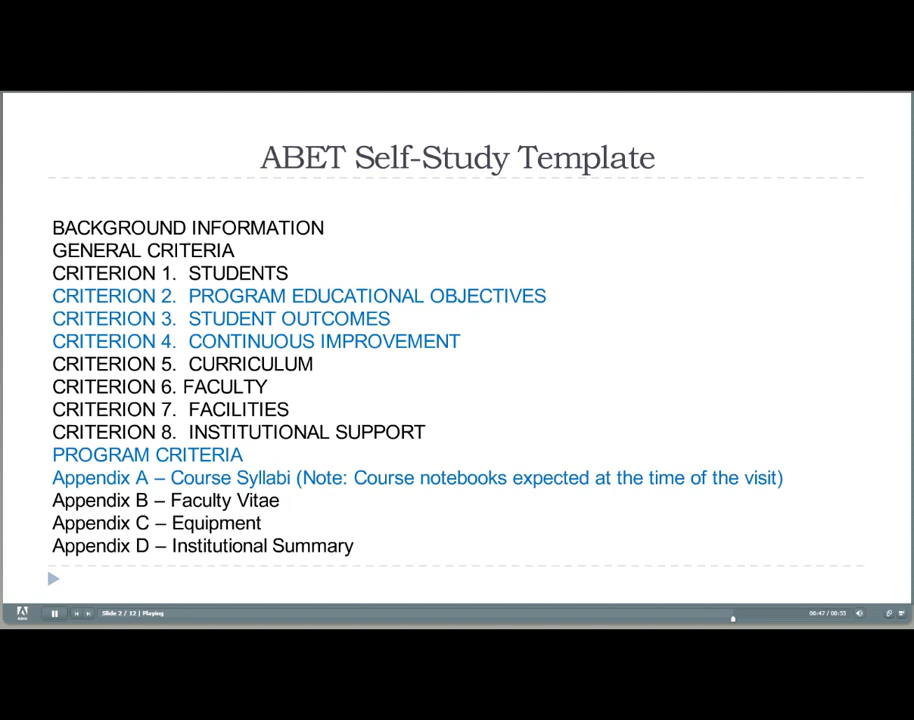 ABET Self-Study Template
BACKGROUND INFORMATION
GENERAL CRITERIA
CRITERION 1.  STUDENTS
CRITERION 2.  PROGRAM EDUCATIONAL OBJECTIVES
CRITERION 3.  STUDENT OUTCOMES
CRITERION 4.  CONTINUOUS IMPROVEMENT
CRITERION 5.  CURRICULUM
CRITERION 6. FACULTY
CRITERION 7.  FACILITIES
CRITERION 8.  INSTITUTIONAL SUPPORT
PROGRAM CRITERIA
Appendix A – Course Syllabi (Note: Course notebooks expected at the time of the visit)
Appendix B – Faculty Vitae
Appendix C – Equipment
Appendix D – Institutional Summary
Slide 2 / 12 | Playing
00:47 / 00:55